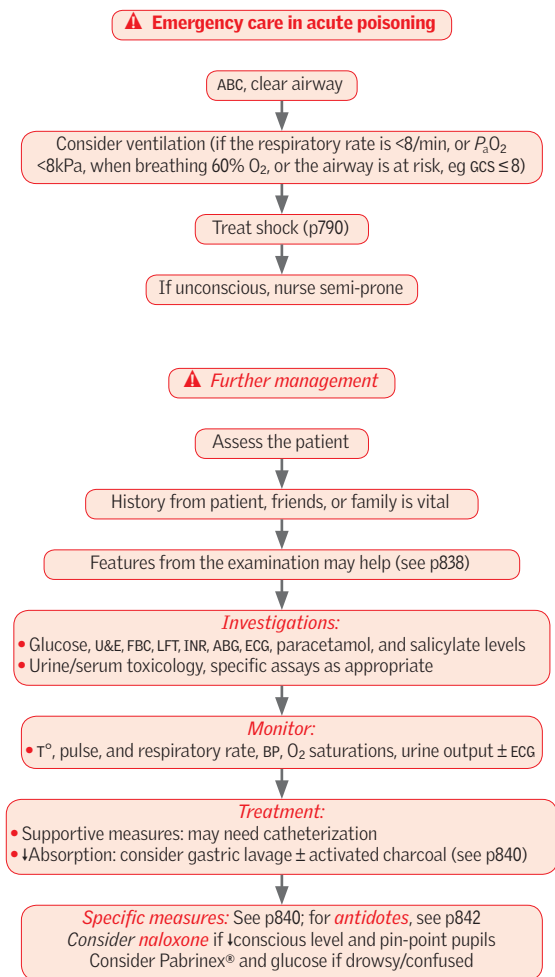 ⚠ Emergency care in acute poisoning
ABC, clear airway
Consider ventilation (if the respiratory rate is <8/min, or PaO₂
<8kPa, when breathing 60% O₂, or the airway is at risk, eg GCS ≤ 8)
Treat shock (p790)
If unconscious, nurse semi-prone
⚠ Further management
Assess the patient
History from patient, friends, or family is vital
Features from the examination may help (see p838)
Investigations:
• Glucose, U&E, FBC, LFT, INR, ABG, ECG, paracetamol, and salicylate levels
• Urine/serum toxicology, specific assays as appropriate
Monitor:
• T°, pulse, and respiratory rate, BP, O₂ saturations, urine output ± ECG
Treatment:
• Supportive measures: may need catheterization
• ↓Absorption: consider gastric lavage ± activated charcoal (see p840)
Specific measures: See p840; for antidotes, see p842
Consider naloxone if ↓conscious level and pin-point pupils
Consider Pabrinex® and glucose if drowsy/confused